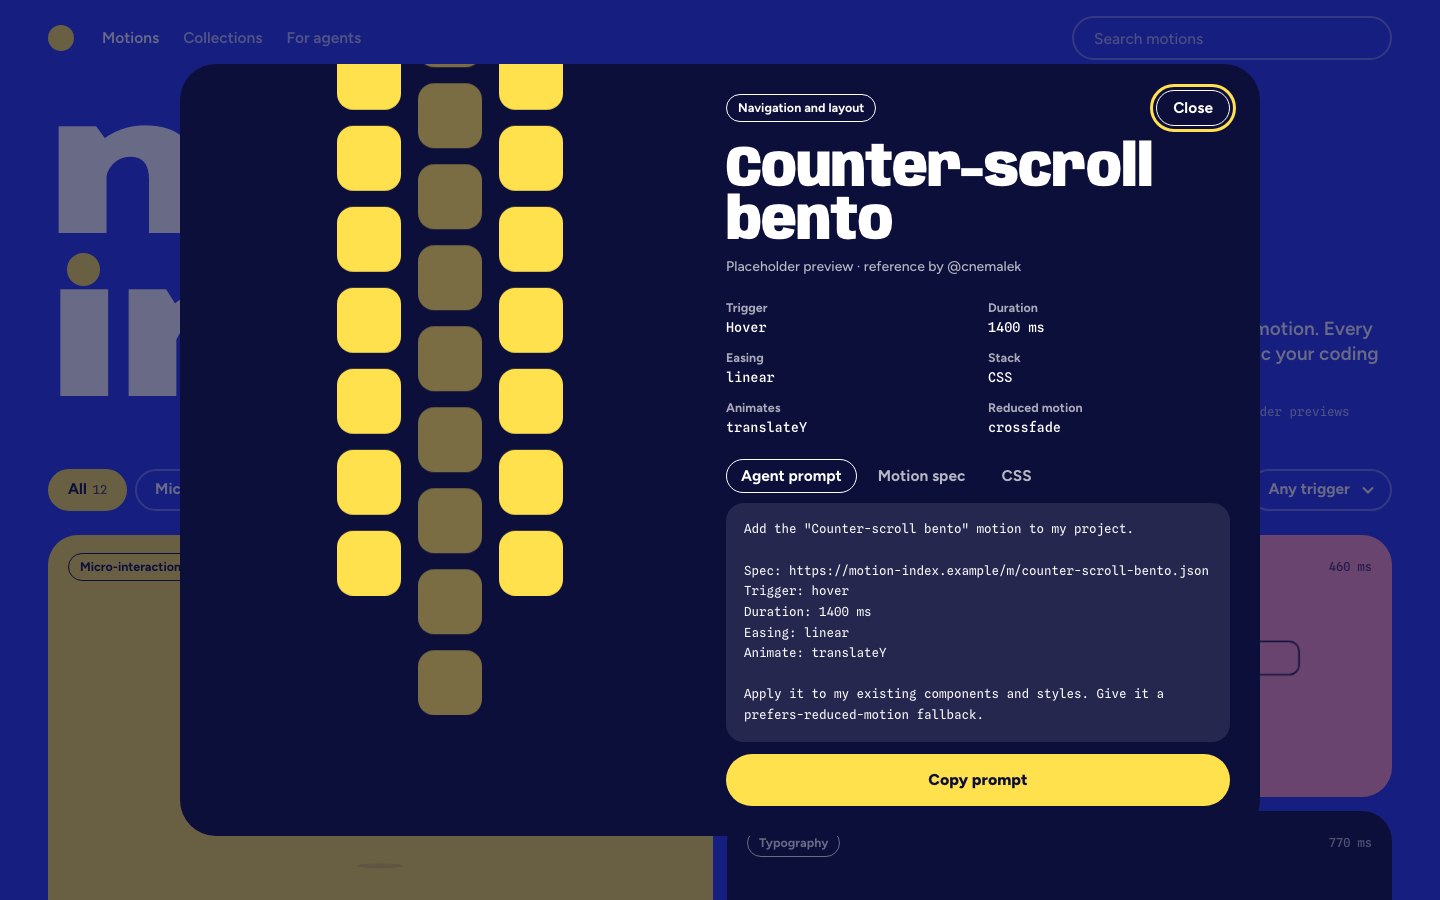 Motions
Collections
For agents
Search motions
Navigation and layout
Close
Counter-scroll
bento
Placeholder preview · reference by @cnemalek
Trigger
Hover
Duration
1400 ms
Easing
linear
Stack
CSS
Animates
translateY
Reduced motion
crossfade
Agent prompt
Motion spec
CSS
Add the "Counter-scroll bento" motion to my project.
Spec: https://motion-index.example/m/counter-scroll-bento.json
Trigger: hover
Duration: 1400 ms
Easing: linear
Animate: translateY
Apply it to my existing components and styles. Give it a
prefers-reduced-motion fallback.
Copy prompt
motion. Every
your coding
previews
All 12
Any trigger
Micro-interaction
460 ms
Typography
770 ms